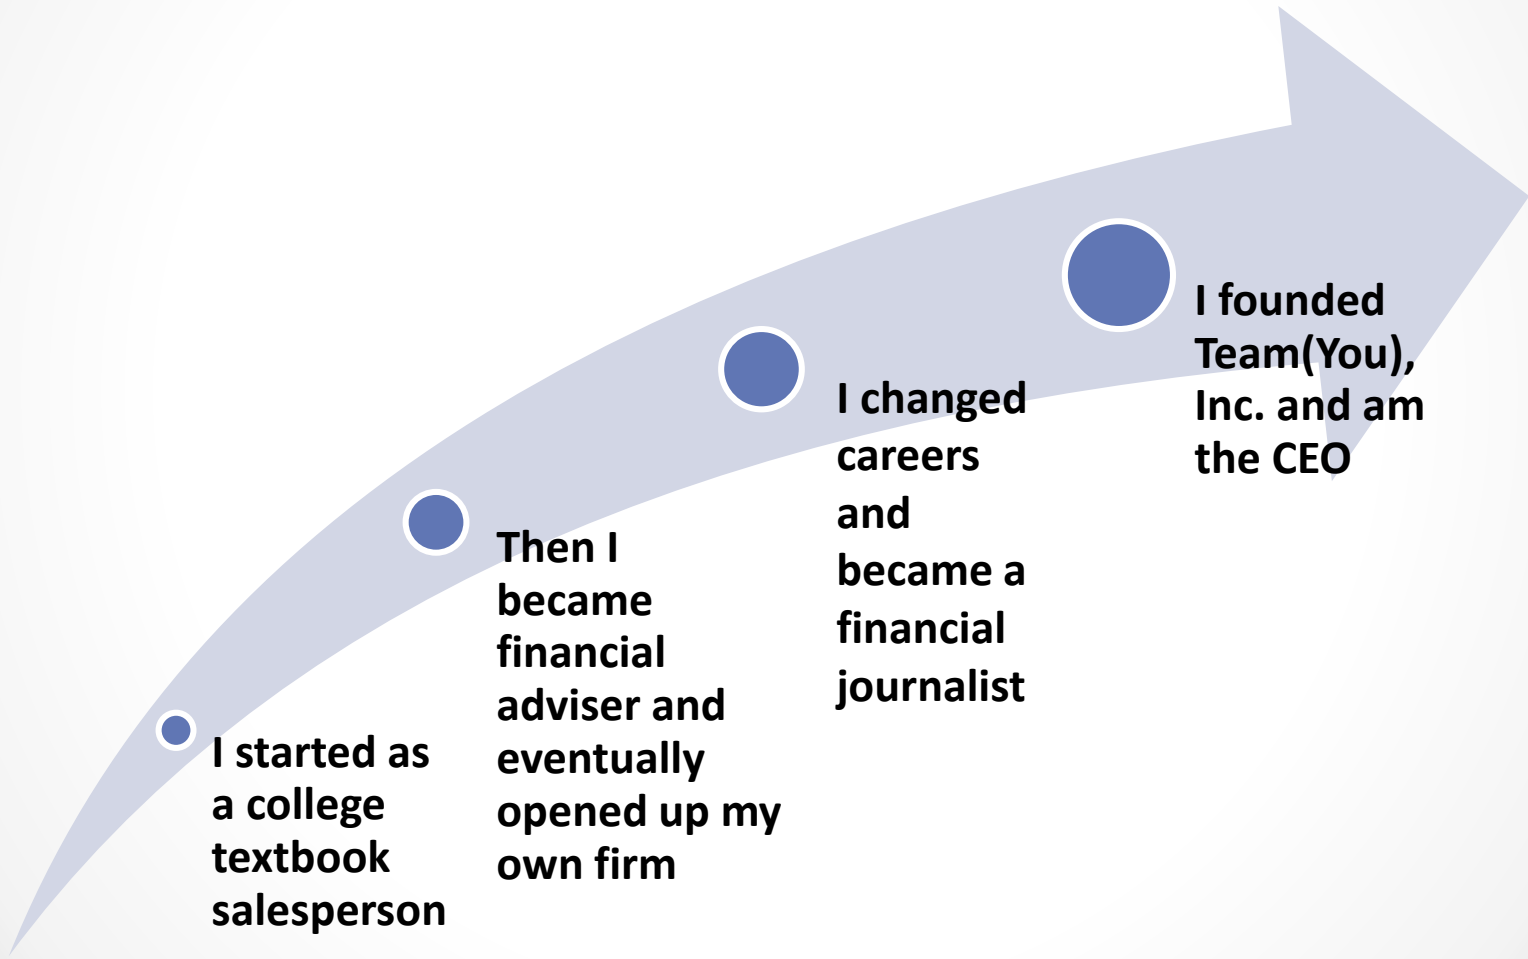 I started as
a college
textbook
salesperson
Then I
became
financial
adviser and
eventually
opened up my
own firm
I changed
careers
and
became a
financial
journalist
I founded
Team(You),
Inc. and am
the CEO